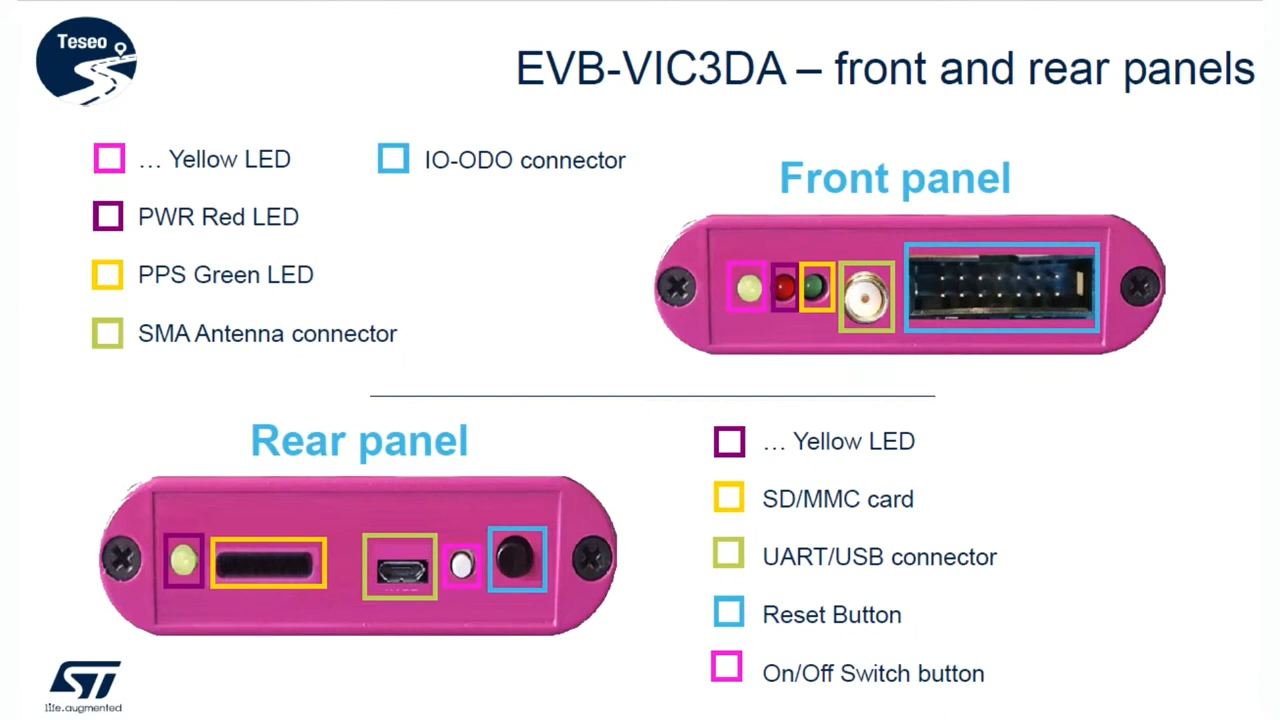 Teseo
EVB-VIC3DA – front and rear panels
… Yellow LED
IO-ODO connector
PWR Red LED
PPS Green LED
SMA Antenna connector
Front panel
Rear panel
… Yellow LED
SD/MMC card
UART/USB connector
Reset Button
On/Off Switch button
ST
life.augmented